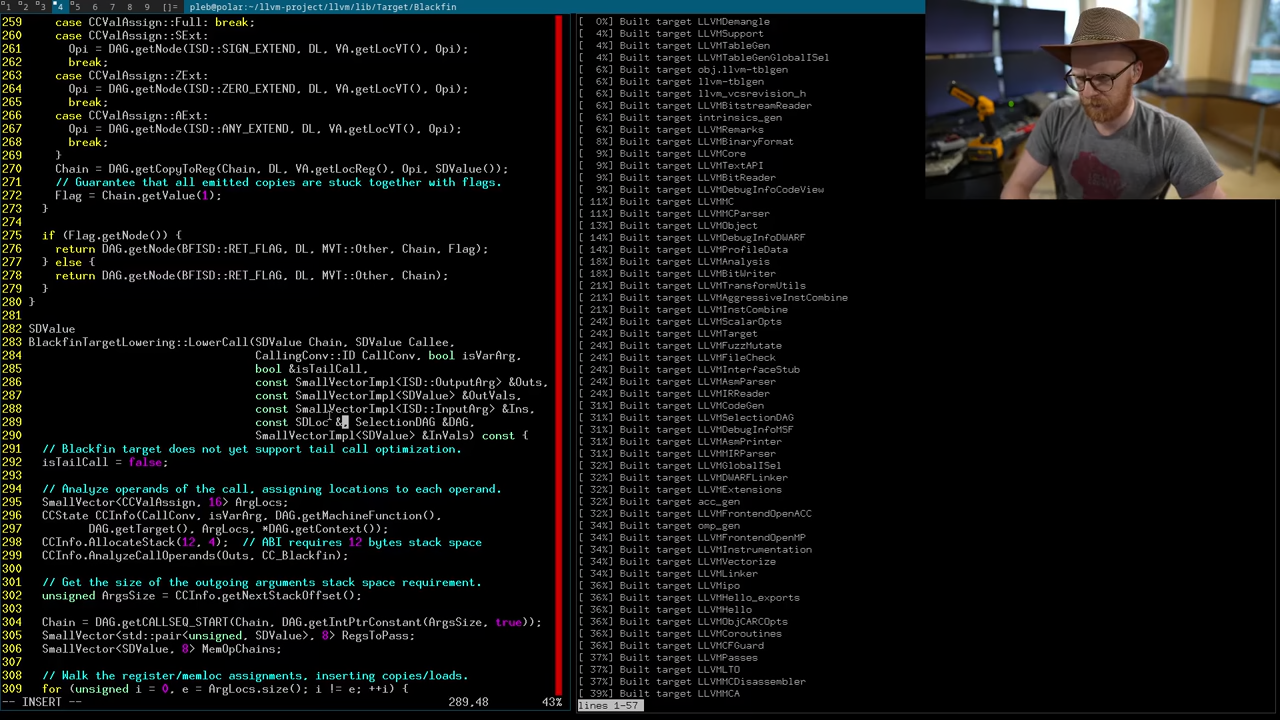 1 2 3 4 5 6 7 8 9 []= pleb@polar:~/llvm-project/llvm/lib/Target/Blackfin
259 case CCValAssign::Full: break;
260 case CCValAssign::SExt:
261 Opi = DAG.getNode(ISD::SIGN_EXTEND, DL, VA.getLocVT(), Opi);
262 break;
263 case CCValAssign::ZExt:
264 Opi = DAG.getNode(ISD::ZERO_EXTEND, DL, VA.getLocVT(), Opi);
265 break;
266 case CCValAssign::AExt:
267 Opi = DAG.getNode(ISD::ANY_EXTEND, DL, VA.getLocVT(), Opi);
268 break;
269 }
270 Chain = DAG.getCopyToReg(Chain, DL, VA.getLocReg(), Opi, SDValue());
271 // Guarantee that all emitted copies are stuck together with flags.
272 Flag = Chain.getValue(1);
273 }
274
275 if (Flag.getNode()) {
276 return DAG.getNode(BFISD::RET_FLAG, DL, MVT::Other, Chain, Flag);
277 } else {
278 return DAG.getNode(BFISD::RET_FLAG, DL, MVT::Other, Chain);
279 }
280 }
281
282 SDValue
283 BlackfinTargetLowering::LowerCall(SDValue Chain, SDValue Callee,
284 CallingConv::ID CallConv, bool isVarArg,
285 bool &isTailCall,
286 const SmallVectorImpl<ISD::OutputArg> &Outs,
287 const SmallVectorImpl<SDValue> &OutVals,
288 const SmallVectorImpl<ISD::InputArg> &Ins,
289 const SDLoc &, SelectionDAG &DAG,
290 SmallVectorImpl<SDValue> &InVals) const {
291 // Blackfin target does not yet support tail call optimization.
292 isTailCall = false;
293
294 // Analyze operands of the call, assigning locations to each operand.
295 SmallVector<CCValAssign, 16> ArgLocs;
296 CCState CCInfo(CallConv, isVarArg, DAG.getMachineFunction(),
297 DAG.getTarget(), ArgLocs, *DAG.getContext());
298 CCInfo.AllocateStack(12, 4); // ABI requires 12 bytes stack space
299 CCInfo.AnalyzeCallOperands(Outs, CC_Blackfin);
300
301 // Get the size of the outgoing arguments stack space requirement.
302 unsigned ArgsSize = CCInfo.getNextStackOffset();
303
304 Chain = DAG.getCALLSEQ_START(Chain, DAG.getIntPtrConstant(ArgsSize, true));
305 SmallVector<std::pair<unsigned, SDValue>, 8> RegsToPass;
306 SmallVector<SDValue, 8> MemOpChains;
307
308 // Walk the register/memloc assignments, inserting copies/loads.
309 for (unsigned i = 0, e = ArgLocs.size(); i != e; ++i) {
-- INSERT -- 289,48 43%
[ 0%] Built target LLVMDemangle
[ 4%] Built target LLVMSupport
[ 4%] Built target LLVMTableGen
[ 4%] Built target LLVMTableGenGlobalISel
[ 6%] Built target obj.llvm-tblgen
[ 6%] Built target llvm-tblgen
[ 6%] Built target llvm_vcsrevision_h
[ 6%] Built target LLVMBitstreamReader
[ 6%] Built target intrinsics_gen
[ 6%] Built target LLVMRemarks
[ 8%] Built target LLVMBinaryFormat
[ 9%] Built target LLVMCore
[ 9%] Built target LLVMTextAPI
[ 9%] Built target LLVMBitReader
[ 9%] Built target LLVMDebugInfoCodeView
[ 11%] Built target LLVMMC
[ 11%] Built target LLVMMCParser
[ 13%] Built target LLVMObject
[ 14%] Built target LLVMDebugInfoDWARF
[ 14%] Built target LLVMProfileData
[ 18%] Built target LLVMAnalysis
[ 18%] Built target LLVMBitWriter
[ 21%] Built target LLVMTransformUtils
[ 21%] Built target LLVMAggressiveInstCombine
[ 21%] Built target LLVMInstCombine
[ 24%] Built target LLVMScalarOpts
[ 24%] Built target LLVMTarget
[ 24%] Built target LLVMFuzzMutate
[ 24%] Built target LLVMFileCheck
[ 24%] Built target LLVMInterfaceStub
[ 24%] Built target LLVMAsmParser
[ 24%] Built target LLVMIRReader
[ 31%] Built target LLVMCodeGen
[ 31%] Built target LLVMSelectionDAG
[ 31%] Built target LLVMDebugInfoMSF
[ 31%] Built target LLVMAsmPrinter
[ 31%] Built target LLVMMIRParser
[ 32%] Built target LLVMGlobalISel
[ 32%] Built target LLVMDWARFLinker
[ 32%] Built target LLVMExtensions
[ 32%] Built target acc_gen
[ 32%] Built target LLVMFrontendOpenACC
[ 34%] Built target omp_gen
[ 34%] Built target LLVMFrontendOpenMP
[ 34%] Built target LLVMInstrumentation
[ 34%] Built target LLVMVectorize
[ 34%] Built target LLVMLinker
[ 36%] Built target LLVMipo
[ 36%] Built target LLVMHello_exports
[ 36%] Built target LLVMHello
[ 36%] Built target LLVMObjCARCOpts
[ 36%] Built target LLVMCoroutines
[ 36%] Built target LLVMCFGuard
[ 37%] Built target LLVMPasses
[ 37%] Built target LLVMLTO
[ 37%] Built target LLVMMCDisassembler
[ 39%] Built target LLVMMCA
lines 1-57